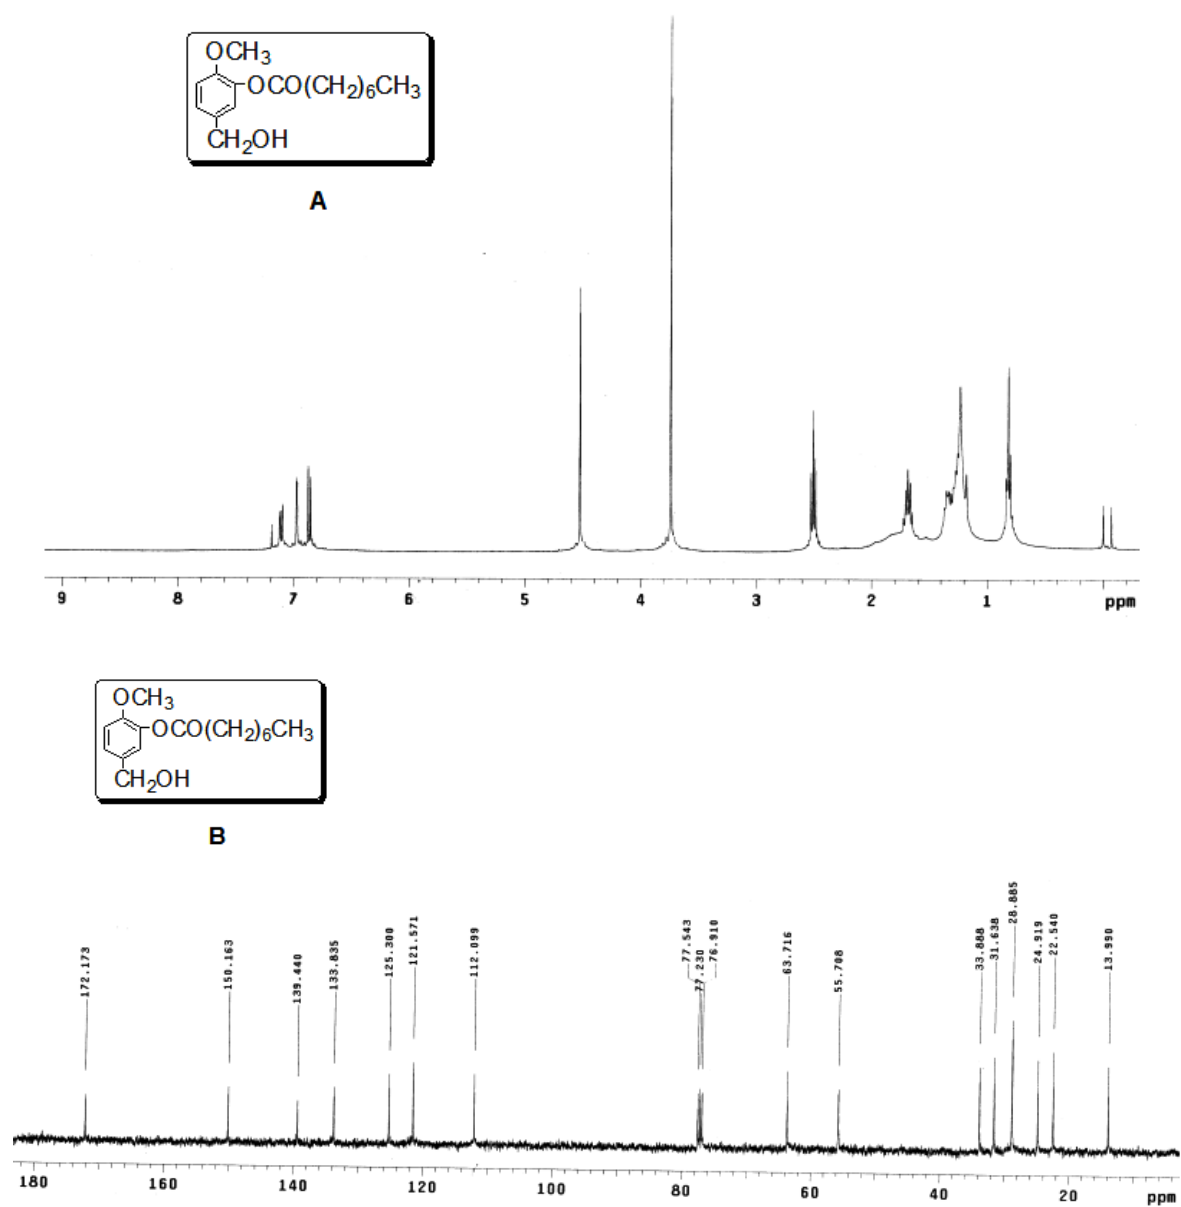 OCH3
OCO(CH2)6CH3
CH2OH
A
9 8 7 6 5 4 3 2 1 ppm
OCH3
OCO(CH2)6CH3
CH2OH
B
172.173 150.163 139.440 133.835 125.300 121.571 112.099 77.543 77.230 76.910 63.716 55.708 33.888 31.638 28.885 24.919 22.540 13.990
180 160 140 120 100 80 60 40 20 ppm